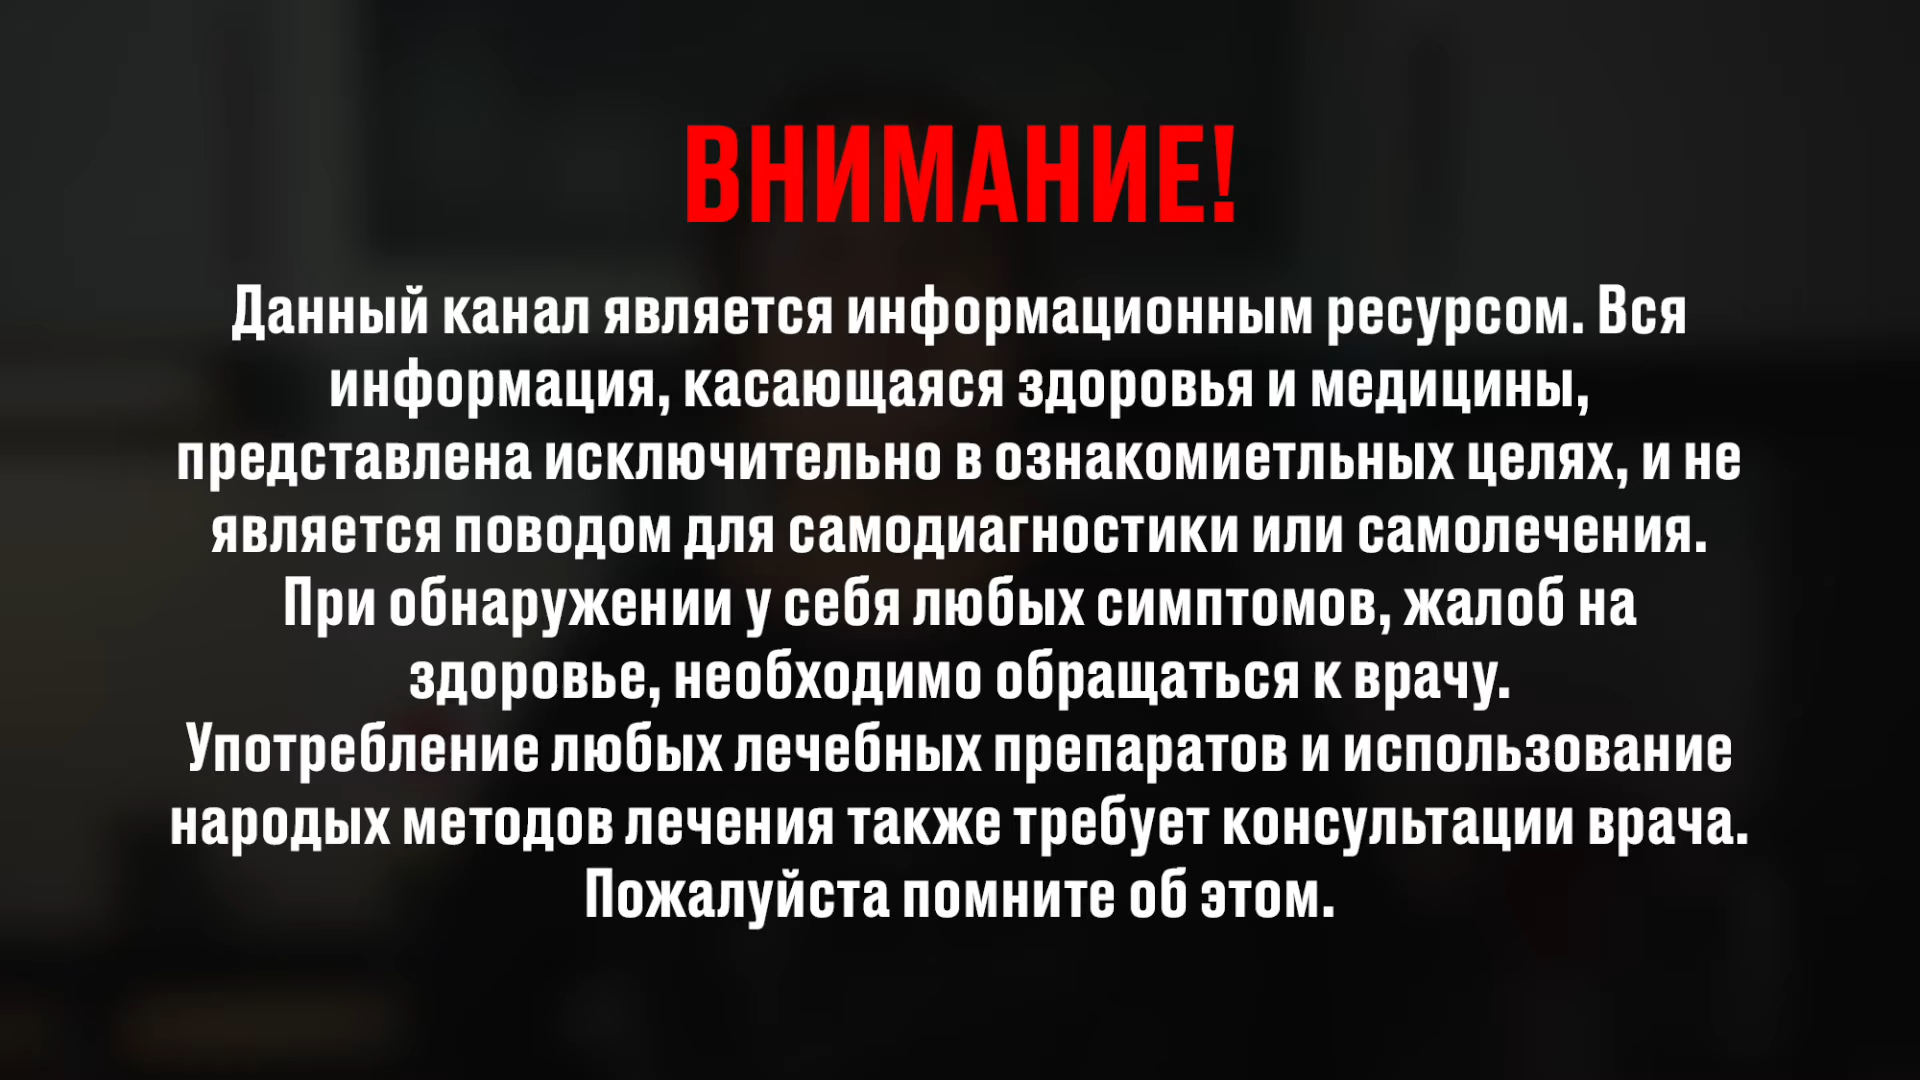 ВНИМАНИЕ!
Данный канал является информационным ресурсом. Вся
информация, касающаяся здоровья и медицины,
представлена исключительно в ознакомиетльных целях, и не
является поводом для самодиагностики или самолечения.
При обнаружении у себя любых симптомов, жалоб на
здоровье, необходимо обращаться к врачу.
Употребление любых лечебных препаратов и использование
народых методов лечения также требует консультации врача.
Пожалуйста помните об этом.